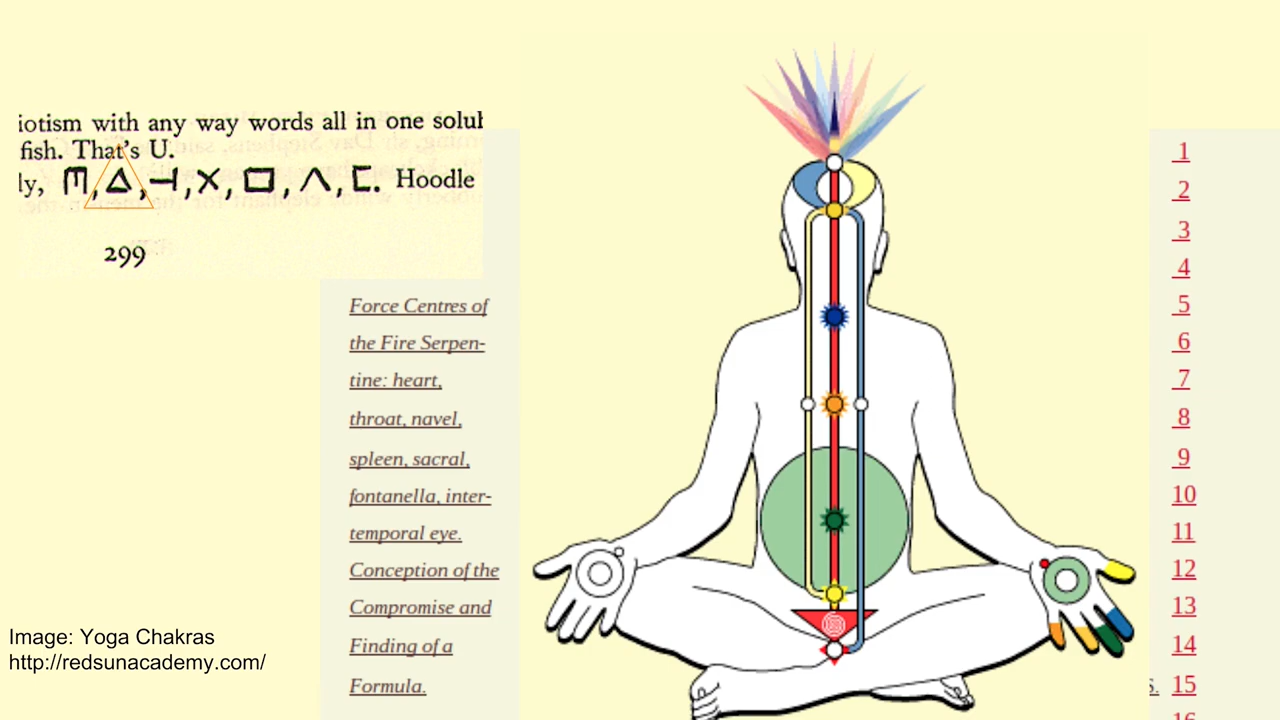 iotism with any way words all in one
fish. That's U.
ly, Hoodle
299
Force Centres of
the Fire Serpen-
tine: heart,
throat, navel,
spleen, sacral,
fontanella, inter-
temporal eye.
Conception of the
Compromise and
Finding of a
Formula.
1
2
3
4
5
6
7
8
9
10
11
12
13
14
S. 15
Image: Yoga Chakras
http://redsunacademy.com/